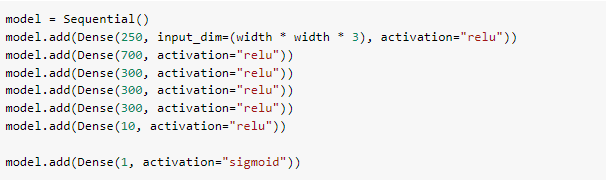 model = Sequential()
model.add(Dense(250, input_dim=(width * width * 3), activation="relu"))
model.add(Dense(700, activation="relu"))
model.add(Dense(300, activation="relu"))
model.add(Dense(300, activation="relu"))
model.add(Dense(300, activation="relu"))
model.add(Dense(10, activation="relu"))
model.add(Dense(1, activation="sigmoid"))